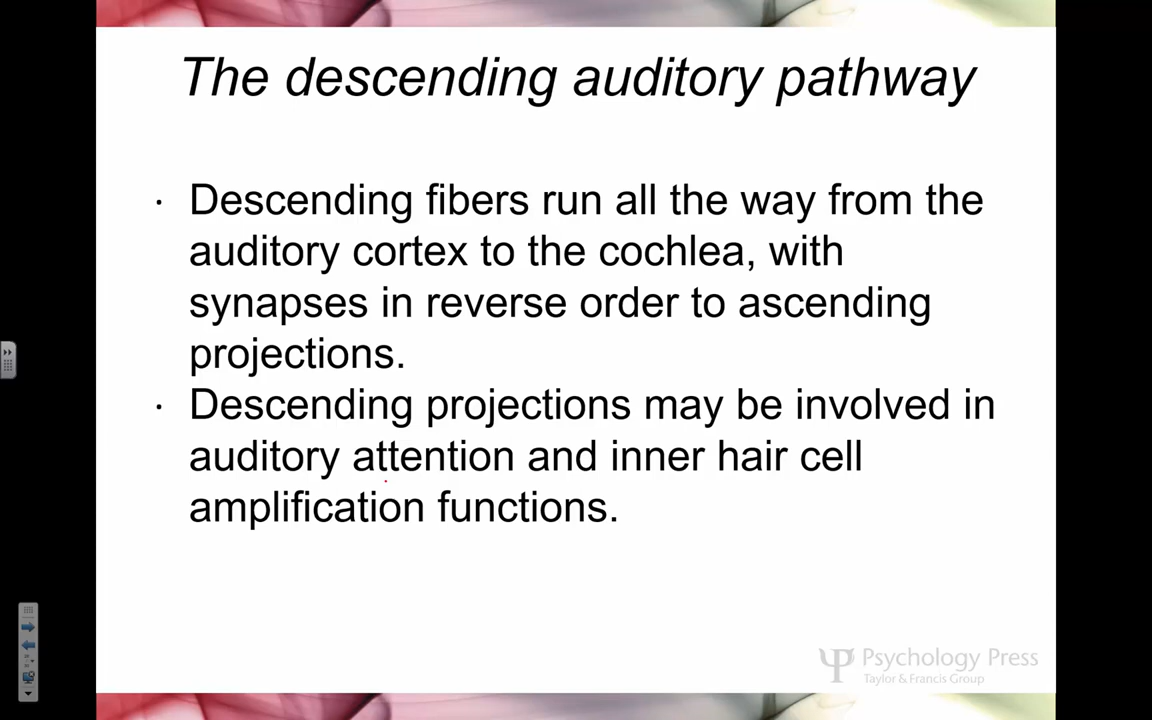 The descending auditory pathway
· Descending fibers run all the way from the
auditory cortex to the cochlea, with
synapses in reverse order to ascending
projections.
· Descending projections may be involved in
auditory attention and inner hair cell
amplification functions.
Psychology Press
Taylor & Francis Group